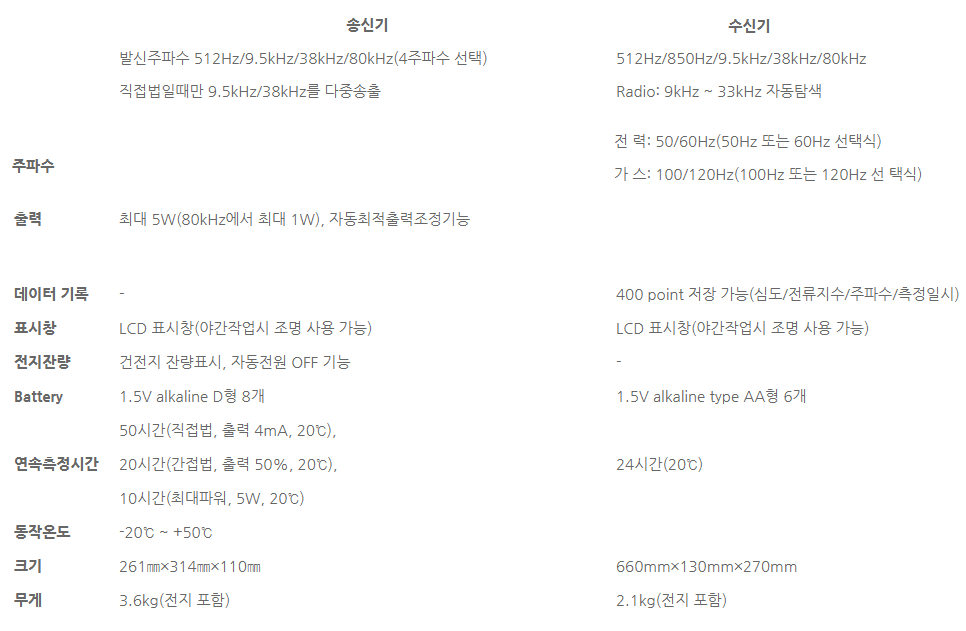 송신기 수신기
발신주파수 512Hz/9.5kHz/38kHz/80kHz(4주파수 선택) 512Hz/850Hz/9.5kHz/38kHz/80kHz
직접법일때만 9.5kHz/38kHz를 다중송출 Radio: 9kHz ~ 33kHz 자동탐색
전 력: 50/60Hz(50Hz 또는 60Hz 선택식)
주파수
가 스: 100/120Hz(100Hz 또는 120Hz 선 택식)
출력 최대 5W(80kHz에서 최대 1W), 자동최적출력조정기능
데이터 기록 - 400 point 저장 가능(심도/전류지수/주파수/측정일시)
표시창 LCD 표시창(야간작업시 조명 사용 가능) LCD 표시창(야간작업시 조명 사용 가능)
전지잔량 건전지 잔량표시, 자동전원 OFF 기능 -
Battery 1.5V alkaline D형 8개 1.5V alkaline type AA형 6개
50시간(직접법, 출력 4mA, 20℃),
연속측정시간 20시간(간접법, 출력 50%, 20℃), 24시간(20℃)
10시간(최대파워, 5W, 20℃)
동작온도 -20℃ ~ +50℃
크기 261㎜×314㎜×110㎜ 660mm×130mm×270mm
무게 3.6kg(전지 포함) 2.1kg(전지 포함)